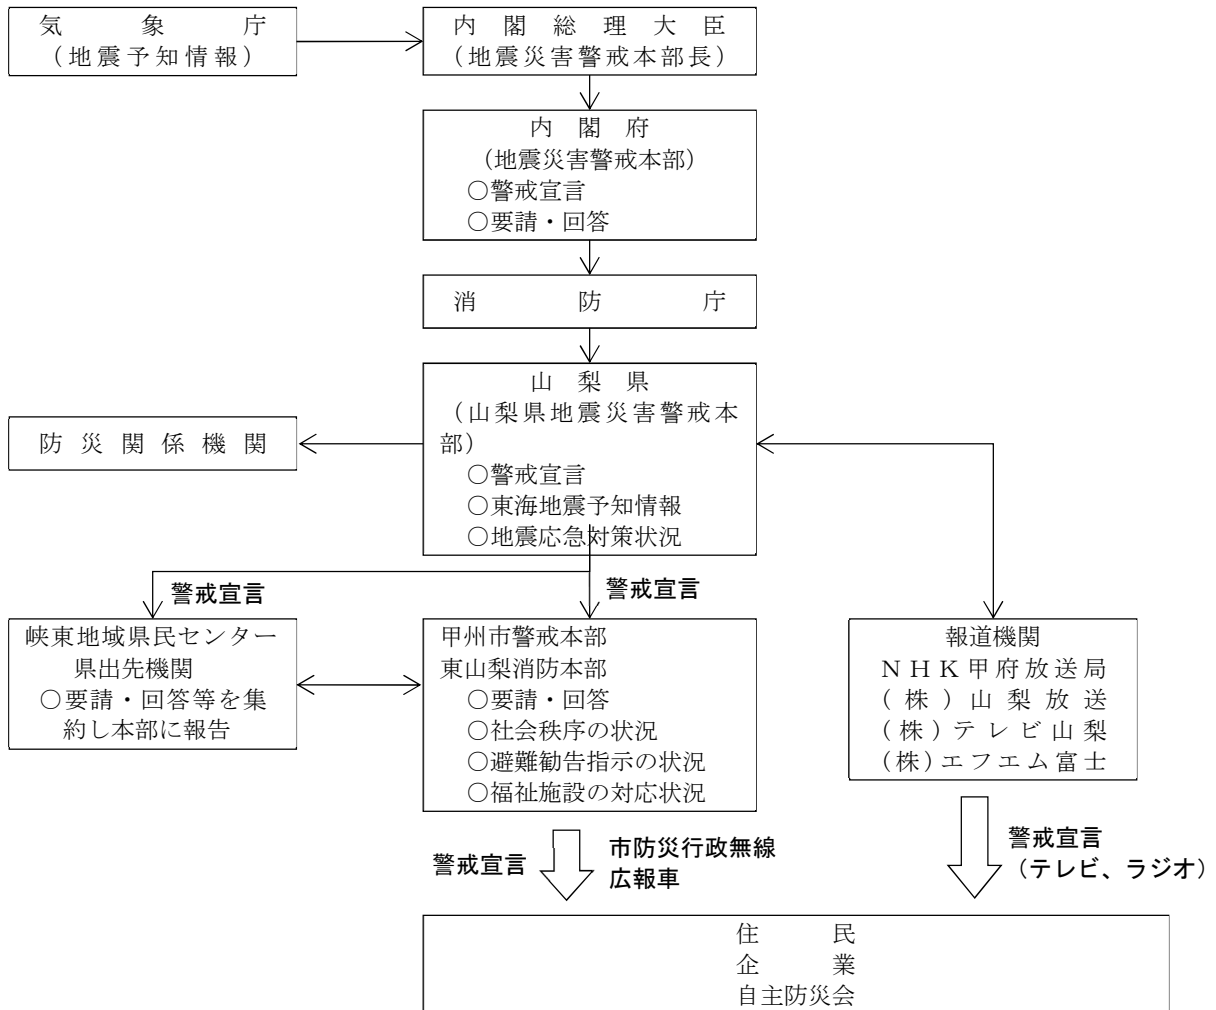 気象庁
（地震予知情報）
内閣総理大臣
（地震災害警戒本部長）
内閣府
（地震災害警戒本部）
○警戒宣言
○要請・回答
消防庁
山梨県
（山梨県地震災害警戒本
部）
○警戒宣言
○東海地震予知情報
○地震応急対策状況
防災関係機関
警戒宣言
警戒宣言
峡東地域県民センター
県出先機関
○要請・回答等を集
約し本部に報告
甲州市警戒本部
東山梨消防本部
○要請・回答
○社会秩序の状況
○避難勧告指示の状況
○福祉施設の対応状況
報道機関
ＮＨＫ甲府放送局
(株)山梨放送
(株)テレビ山梨
(株)エフエム富士
警戒宣言
市防災行政無線
広報車
警戒宣言
（テレビ、ラジオ）
住民
企業
自主防災会